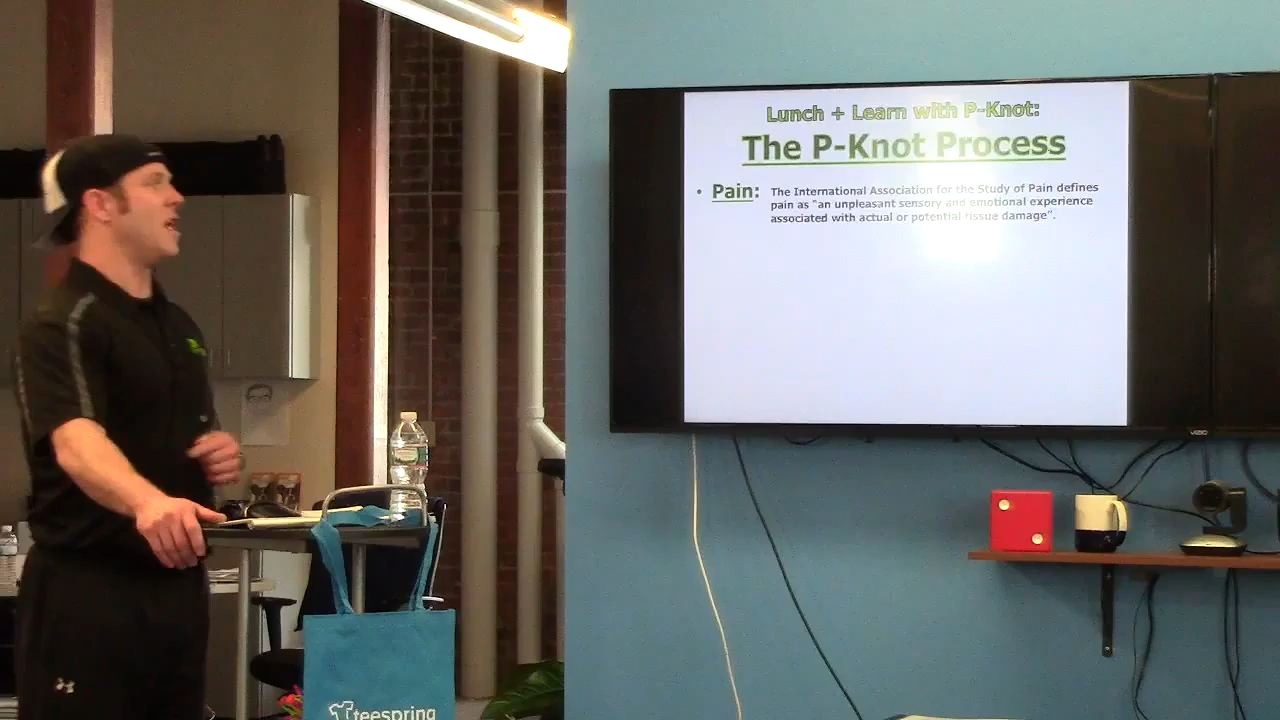 Lunch + Learn with P-Knot:
The P-Knot Process
• Pain: The International Association for the Study of Pain defines
pain as "an unpleasant sensory and emotional experience
associated with actual or potential tissue damage".
VIZIO
teespring